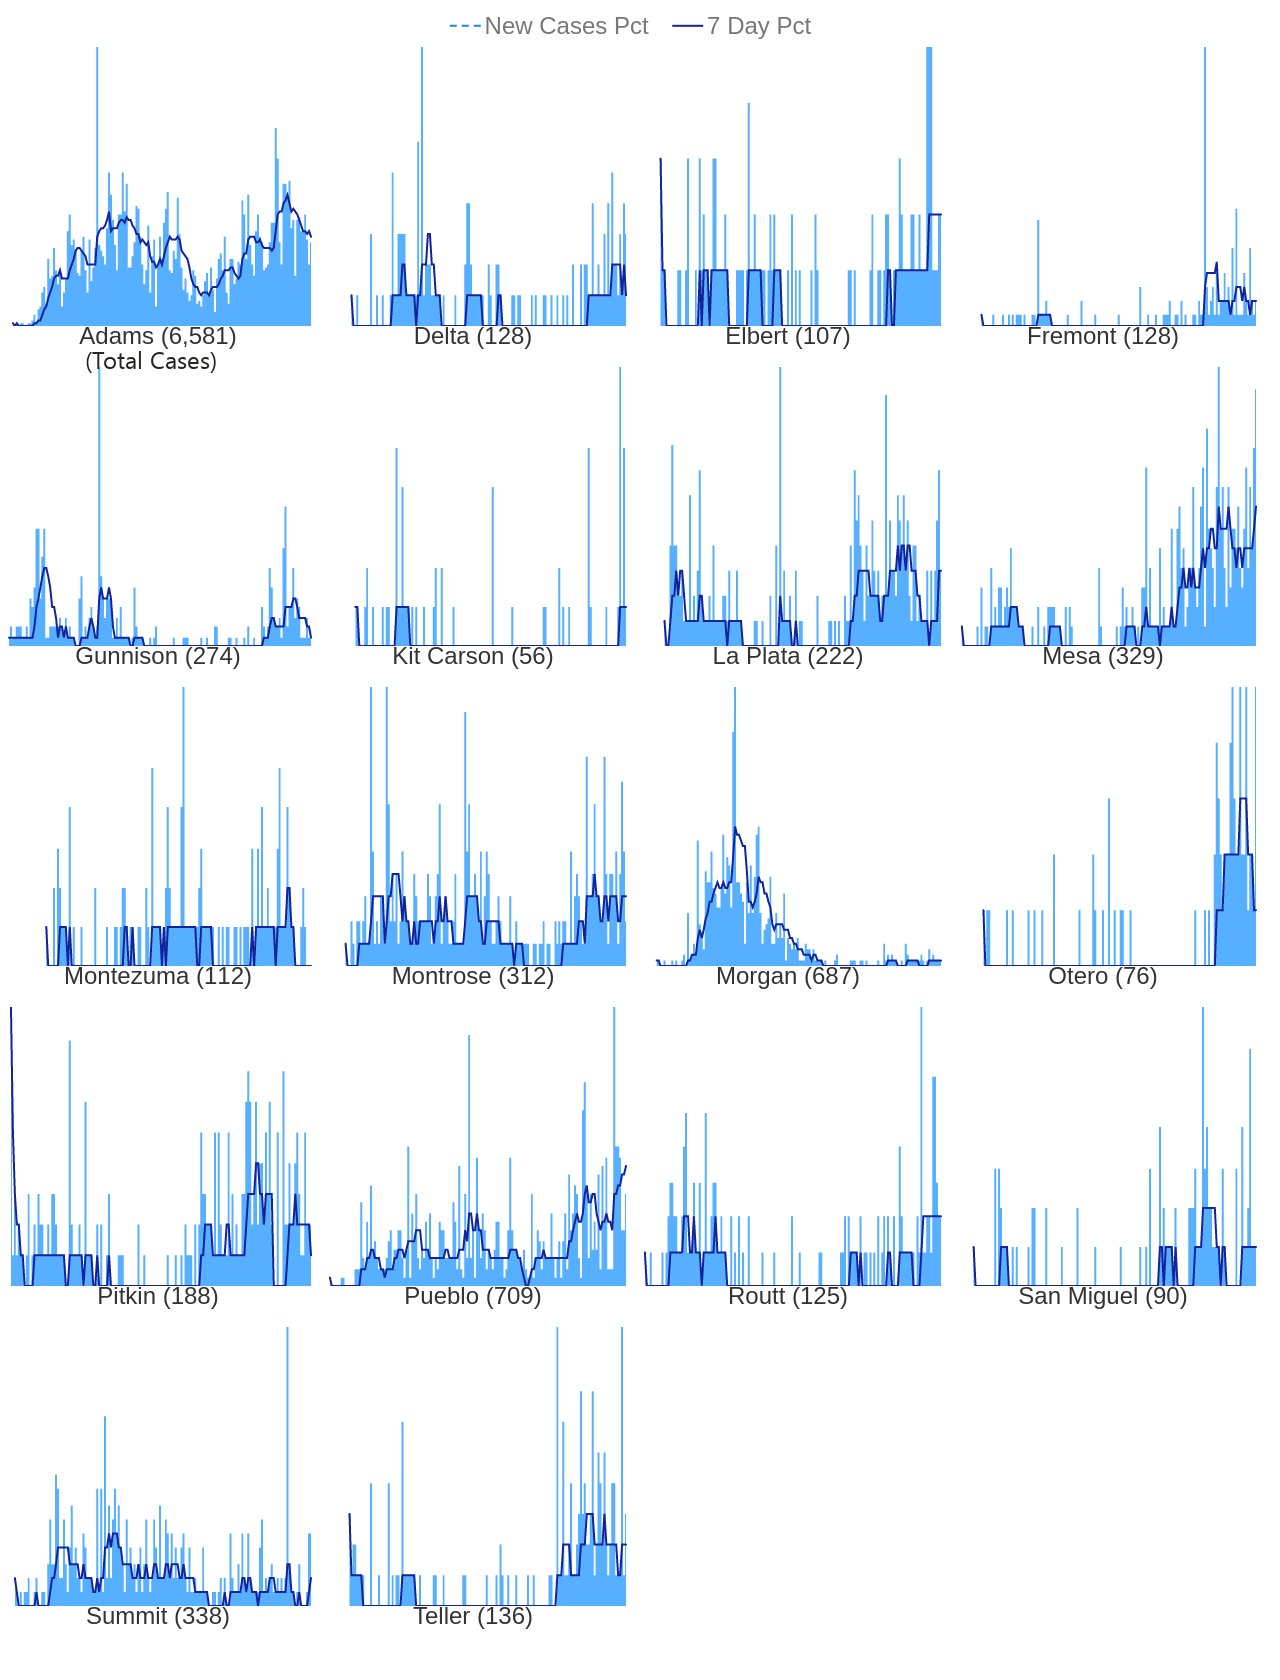 New Cases Pct 7 Day Pct
Adams (6,581) Delta (128) Elbert (107) Fremont (128)
(Total Cases)
Gunnison (274) Kit Carson (56) La Plata (222) Mesa (329)
Montezuma (112) Montrose (312) Morgan (687) Otero (76)
Pitkin (188) Pueblo (709) Routt (125) San Miguel (90)
Summit (338) Teller (136)